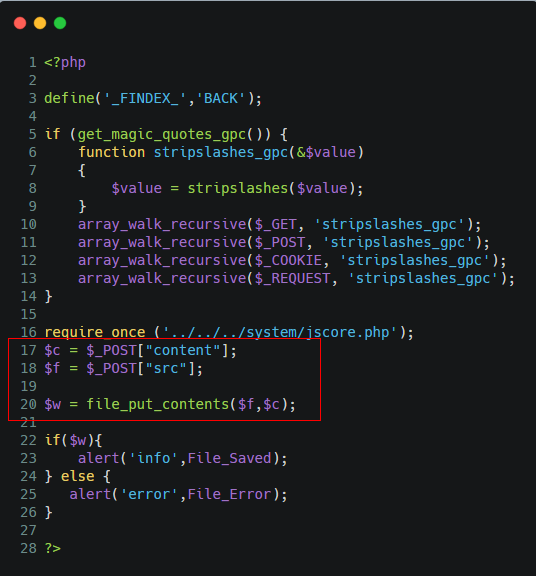 1 <?php
2
3 define('_FINDEX_','BACK');
4
5 if (get_magic_quotes_gpc()) {
6     function stripslashes_gpc(&$value)
7     {
8         $value = stripslashes($value);
9     }
10     array_walk_recursive($_GET, 'stripslashes_gpc');
11     array_walk_recursive($_POST, 'stripslashes_gpc');
12     array_walk_recursive($_COOKIE, 'stripslashes_gpc');
13     array_walk_recursive($_REQUEST, 'stripslashes_gpc');
14 }
15
16 require_once ('../../../system/jscore.php');
17 $c = $_POST["content"];
18 $f = $_POST["src"];
19
20 $w = file_put_contents($f,$c);
21
22 if($w){
23     alert('info',File_Saved);
24 } else {
25    alert('error',File_Error);
26 }
27
28 ?>